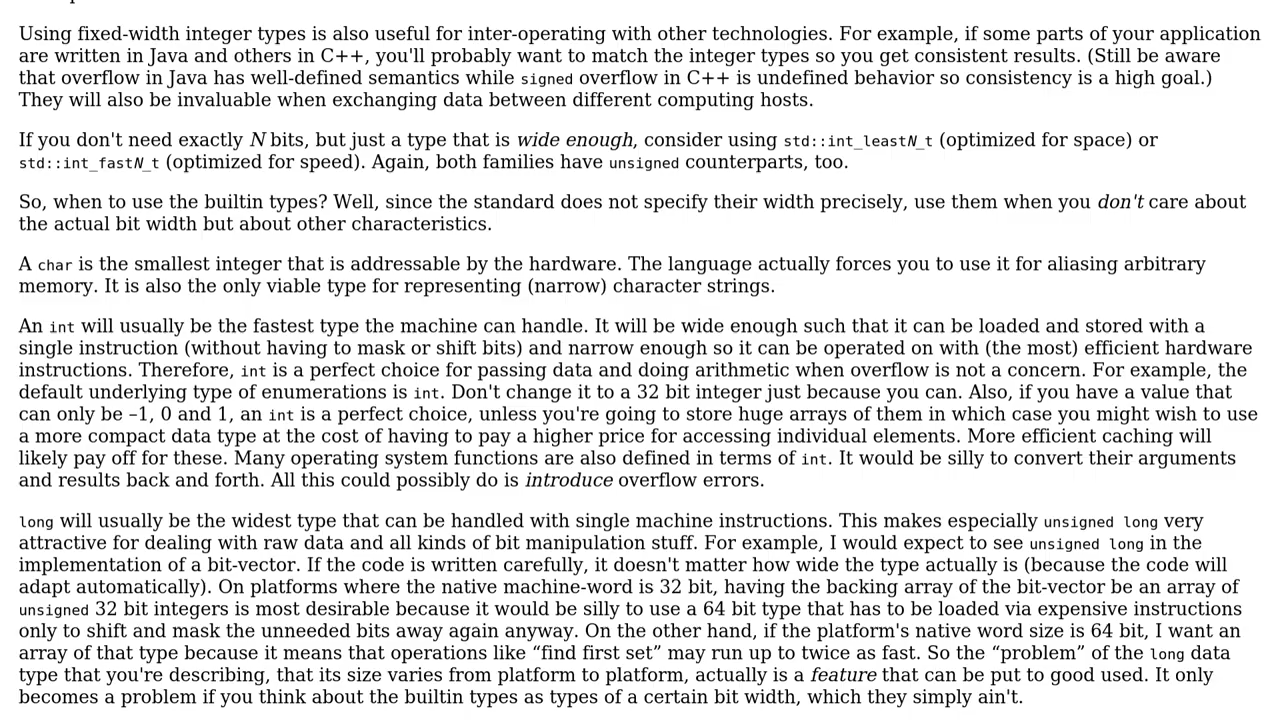 Using fixed-width integer types is also useful for inter-operating with other technologies. For example, if some parts of your application
are written in Java and others in C++, you'll probably want to match the integer types so you get consistent results. (Still be aware
that overflow in Java has well-defined semantics while signed overflow in C++ is undefined behavior so consistency is a high goal.)
They will also be invaluable when exchanging data between different computing hosts.
If you don't need exactly N bits, but just a type that is wide enough, consider using std::int_leastN_t (optimized for space) or
std::int_fastN_t (optimized for speed). Again, both families have unsigned counterparts, too.
So, when to use the builtin types? Well, since the standard does not specify their width precisely, use them when you don't care about
the actual bit width but about other characteristics.
A char is the smallest integer that is addressable by the hardware. The language actually forces you to use it for aliasing arbitrary
memory. It is also the only viable type for representing (narrow) character strings.
An int will usually be the fastest type the machine can handle. It will be wide enough such that it can be loaded and stored with a
single instruction (without having to mask or shift bits) and narrow enough so it can be operated on with (the most) efficient hardware
instructions. Therefore, int is a perfect choice for passing data and doing arithmetic when overflow is not a concern. For example, the
default underlying type of enumerations is int. Don't change it to a 32 bit integer just because you can. Also, if you have a value that
can only be –1, 0 and 1, an int is a perfect choice, unless you're going to store huge arrays of them in which case you might wish to use
a more compact data type at the cost of having to pay a higher price for accessing individual elements. More efficient caching will
likely pay off for these. Many operating system functions are also defined in terms of int. It would be silly to convert their arguments
and results back and forth. All this could possibly do is introduce overflow errors.
long will usually be the widest type that can be handled with single machine instructions. This makes especially unsigned long very
attractive for dealing with raw data and all kinds of bit manipulation stuff. For example, I would expect to see unsigned long in the
implementation of a bit-vector. If the code is written carefully, it doesn't matter how wide the type actually is (because the code will
adapt automatically). On platforms where the native machine-word is 32 bit, having the backing array of the bit-vector be an array of
unsigned 32 bit integers is most desirable because it would be silly to use a 64 bit type that has to be loaded via expensive instructions
only to shift and mask the unneeded bits away again anyway. On the other hand, if the platform's native word size is 64 bit, I want an
array of that type because it means that operations like “find first set” may run up to twice as fast. So the “problem” of the long data
type that you're describing, that its size varies from platform to platform, actually is a feature that can be put to good used. It only
becomes a problem if you think about the builtin types as types of a certain bit width, which they simply ain't.